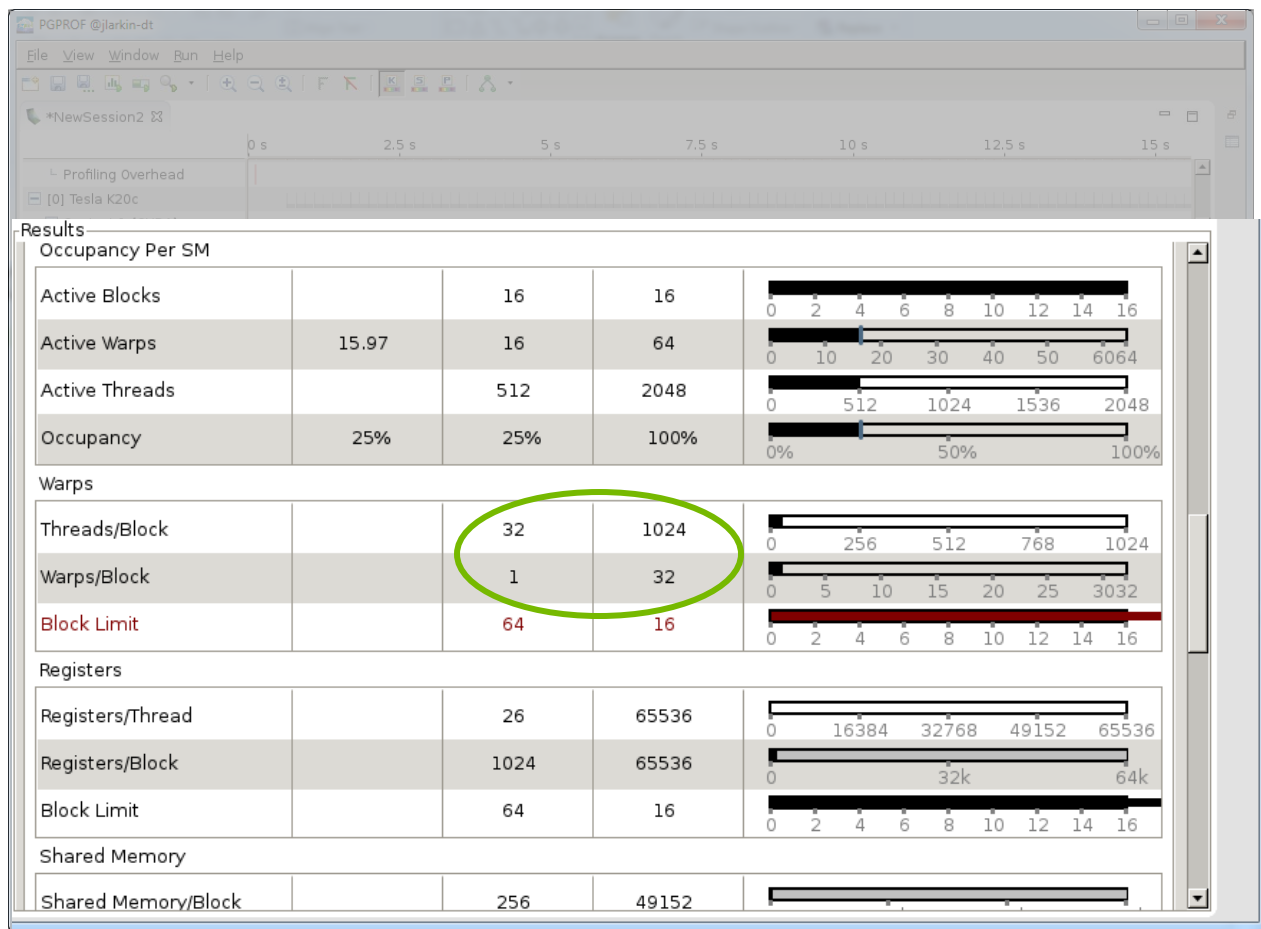 PGPROF @jlarkin-dt
File View Window Run Help
*NewSession2
0 s 2.5 s 5 s 7.5 s 10 s 12.5 s 15 s
Profiling Overhead
[0] Tesla K20c
Results
Occupancy Per SM
Active Blocks 16 16
0 2 4 6 8 10 12 14 16
Active Warps 15.97 16 64
0 10 20 30 40 50 6064
Active Threads 512 2048
0 512 1024 1536 2048
Occupancy 25% 25% 100%
0% 50% 100%
Warps
Threads/Block 32 1024
0 256 512 768 1024
Warps/Block 1 32
0 5 10 15 20 25 3032
Block Limit 64 16
0 2 4 6 8 10 12 14 16
Registers
Registers/Thread 26 65536
0 16384 32768 49152 65536
Registers/Block 1024 65536
0 32k 64k
Block Limit 64 16
0 2 4 6 8 10 12 14 16
Shared Memory
Shared Memory/Block 256 49152